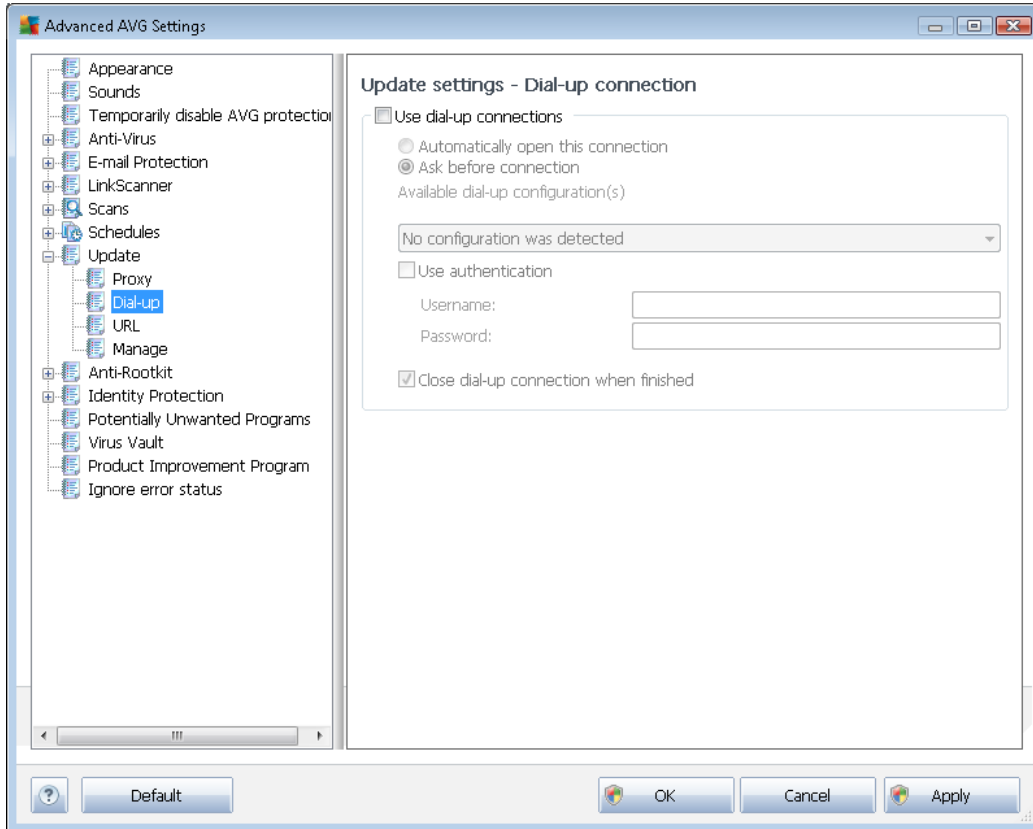 Advanced AVG Settings
Appearance
Sounds
Temporarily disable AVG protection
Anti-Virus
E-mail Protection
LinkScanner
Scans
Schedules
Update
Proxy
Dial-up
URL
Manage
Anti-Rootkit
Identity Protection
Potentially Unwanted Programs
Virus Vault
Product Improvement Program
Ignore error status
Update settings - Dial-up connection
Use dial-up connections
Automatically open this connection
Ask before connection
Available dial-up configuration(s)
No configuration was detected
Use authentication
Username:
Password:
Close dial-up connection when finished
?
Default
OK
Cancel
Apply